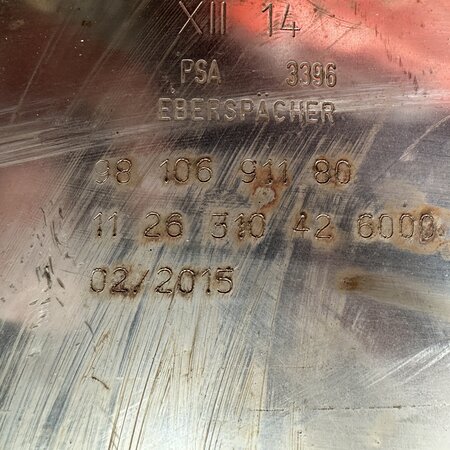 XII 14
PSA 3396
EBERSPÄCHER
98 106 911 80
11 26 310 42 6000
02/2015